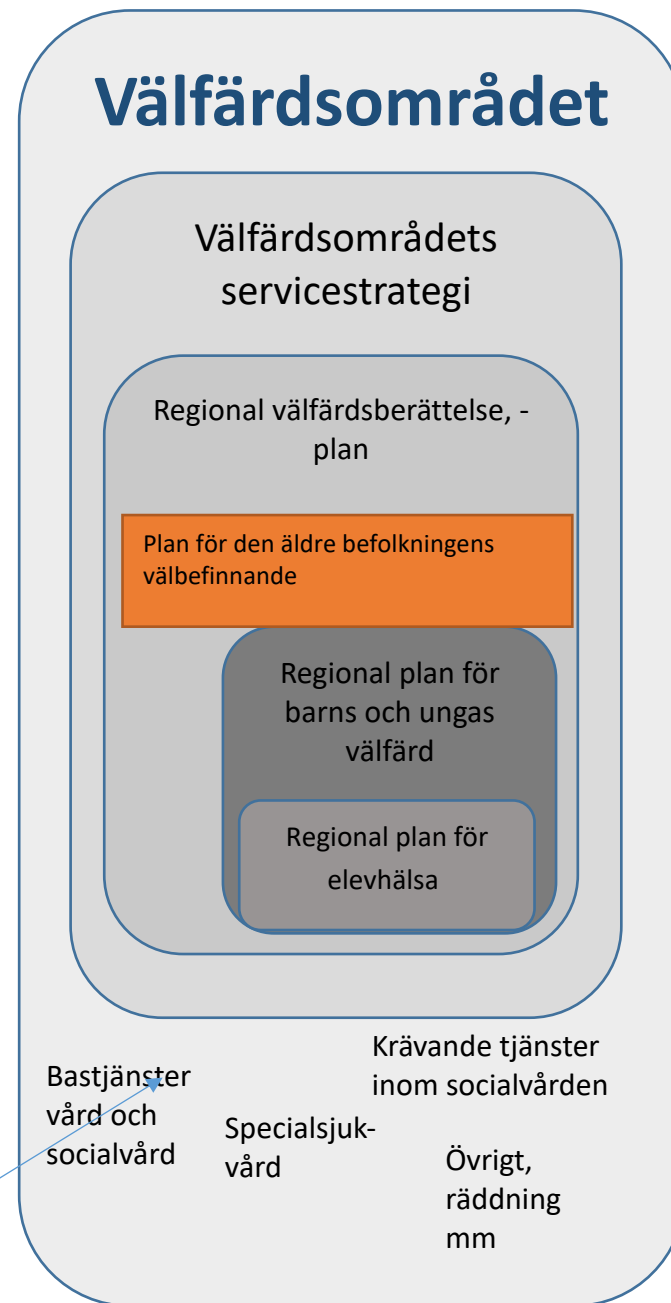 Välfärdsområdet
Välfärdsområdets
servicestrategi
Regional välfärdsberättelse, -
plan
Plan för den äldre befolkningens
välbefinnande
Regional plan för
barns och ungas
välfärd
Regional plan för
elevhälsa
Krävande tjänster
inom socialvården
Bastjänster
vård och
socialvård
Specialsjuk-
vård
Övrigt,
räddning
mm